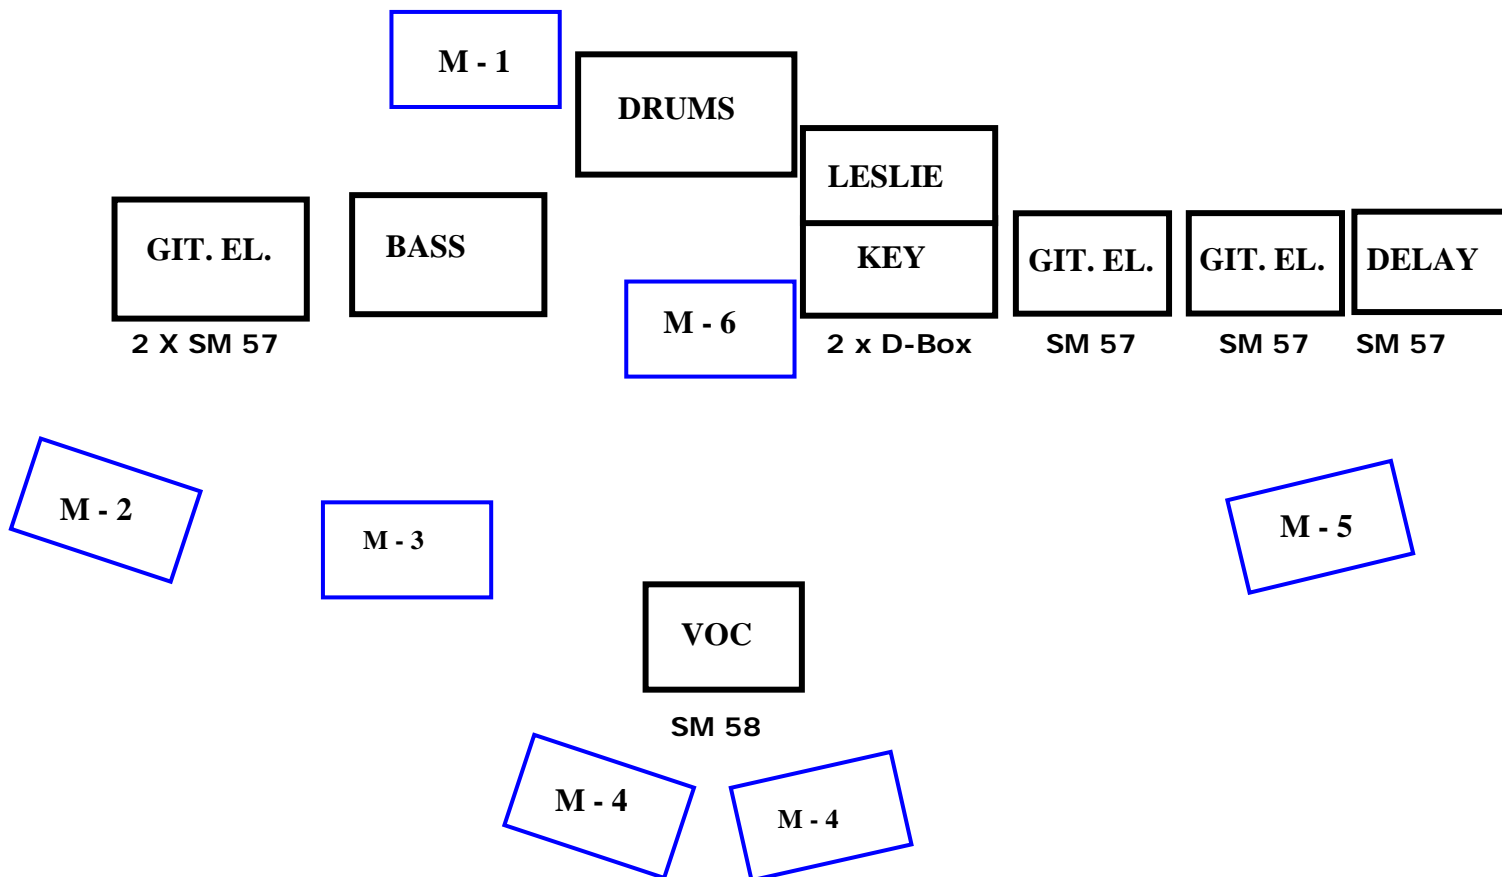 M - 1
DRUMS
LESLIE
GIT. EL.
BASS
KEY
GIT. EL.
GIT. EL.
DELAY
M - 6
2 X SM 57
2 x D-Box
SM 57
SM 57
SM 57
M - 2
M - 3
M - 5
VOC
SM 58
M - 4
M - 4